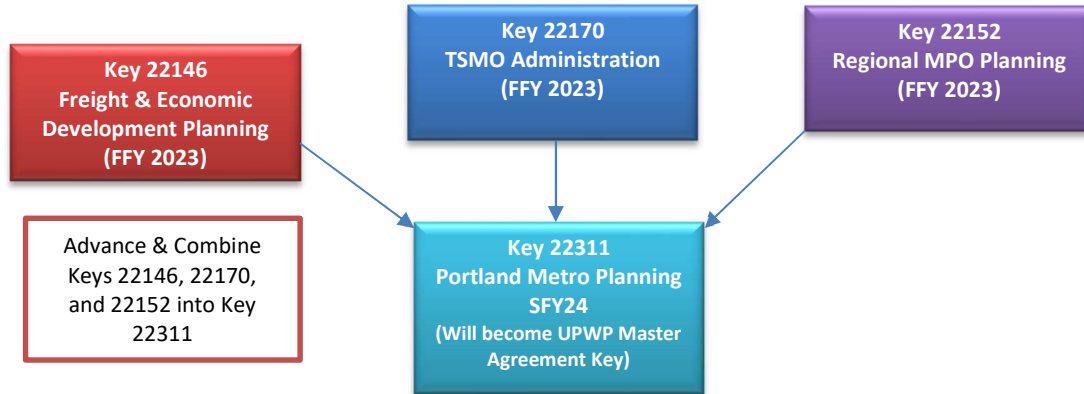 Key 22146
Freight & Economic
Development Planning
(FFY 2023)
Key 22170
TSMO Administration
(FFY 2023)
Key 22152
Regional MPO Planning
(FFY 2023)
Advance & Combine
Keys 22146, 22170,
and 22152 into Key
22311
Key 22311
Portland Metro Planning
SFY24
(Will become UPWP Master
Agreement Key)